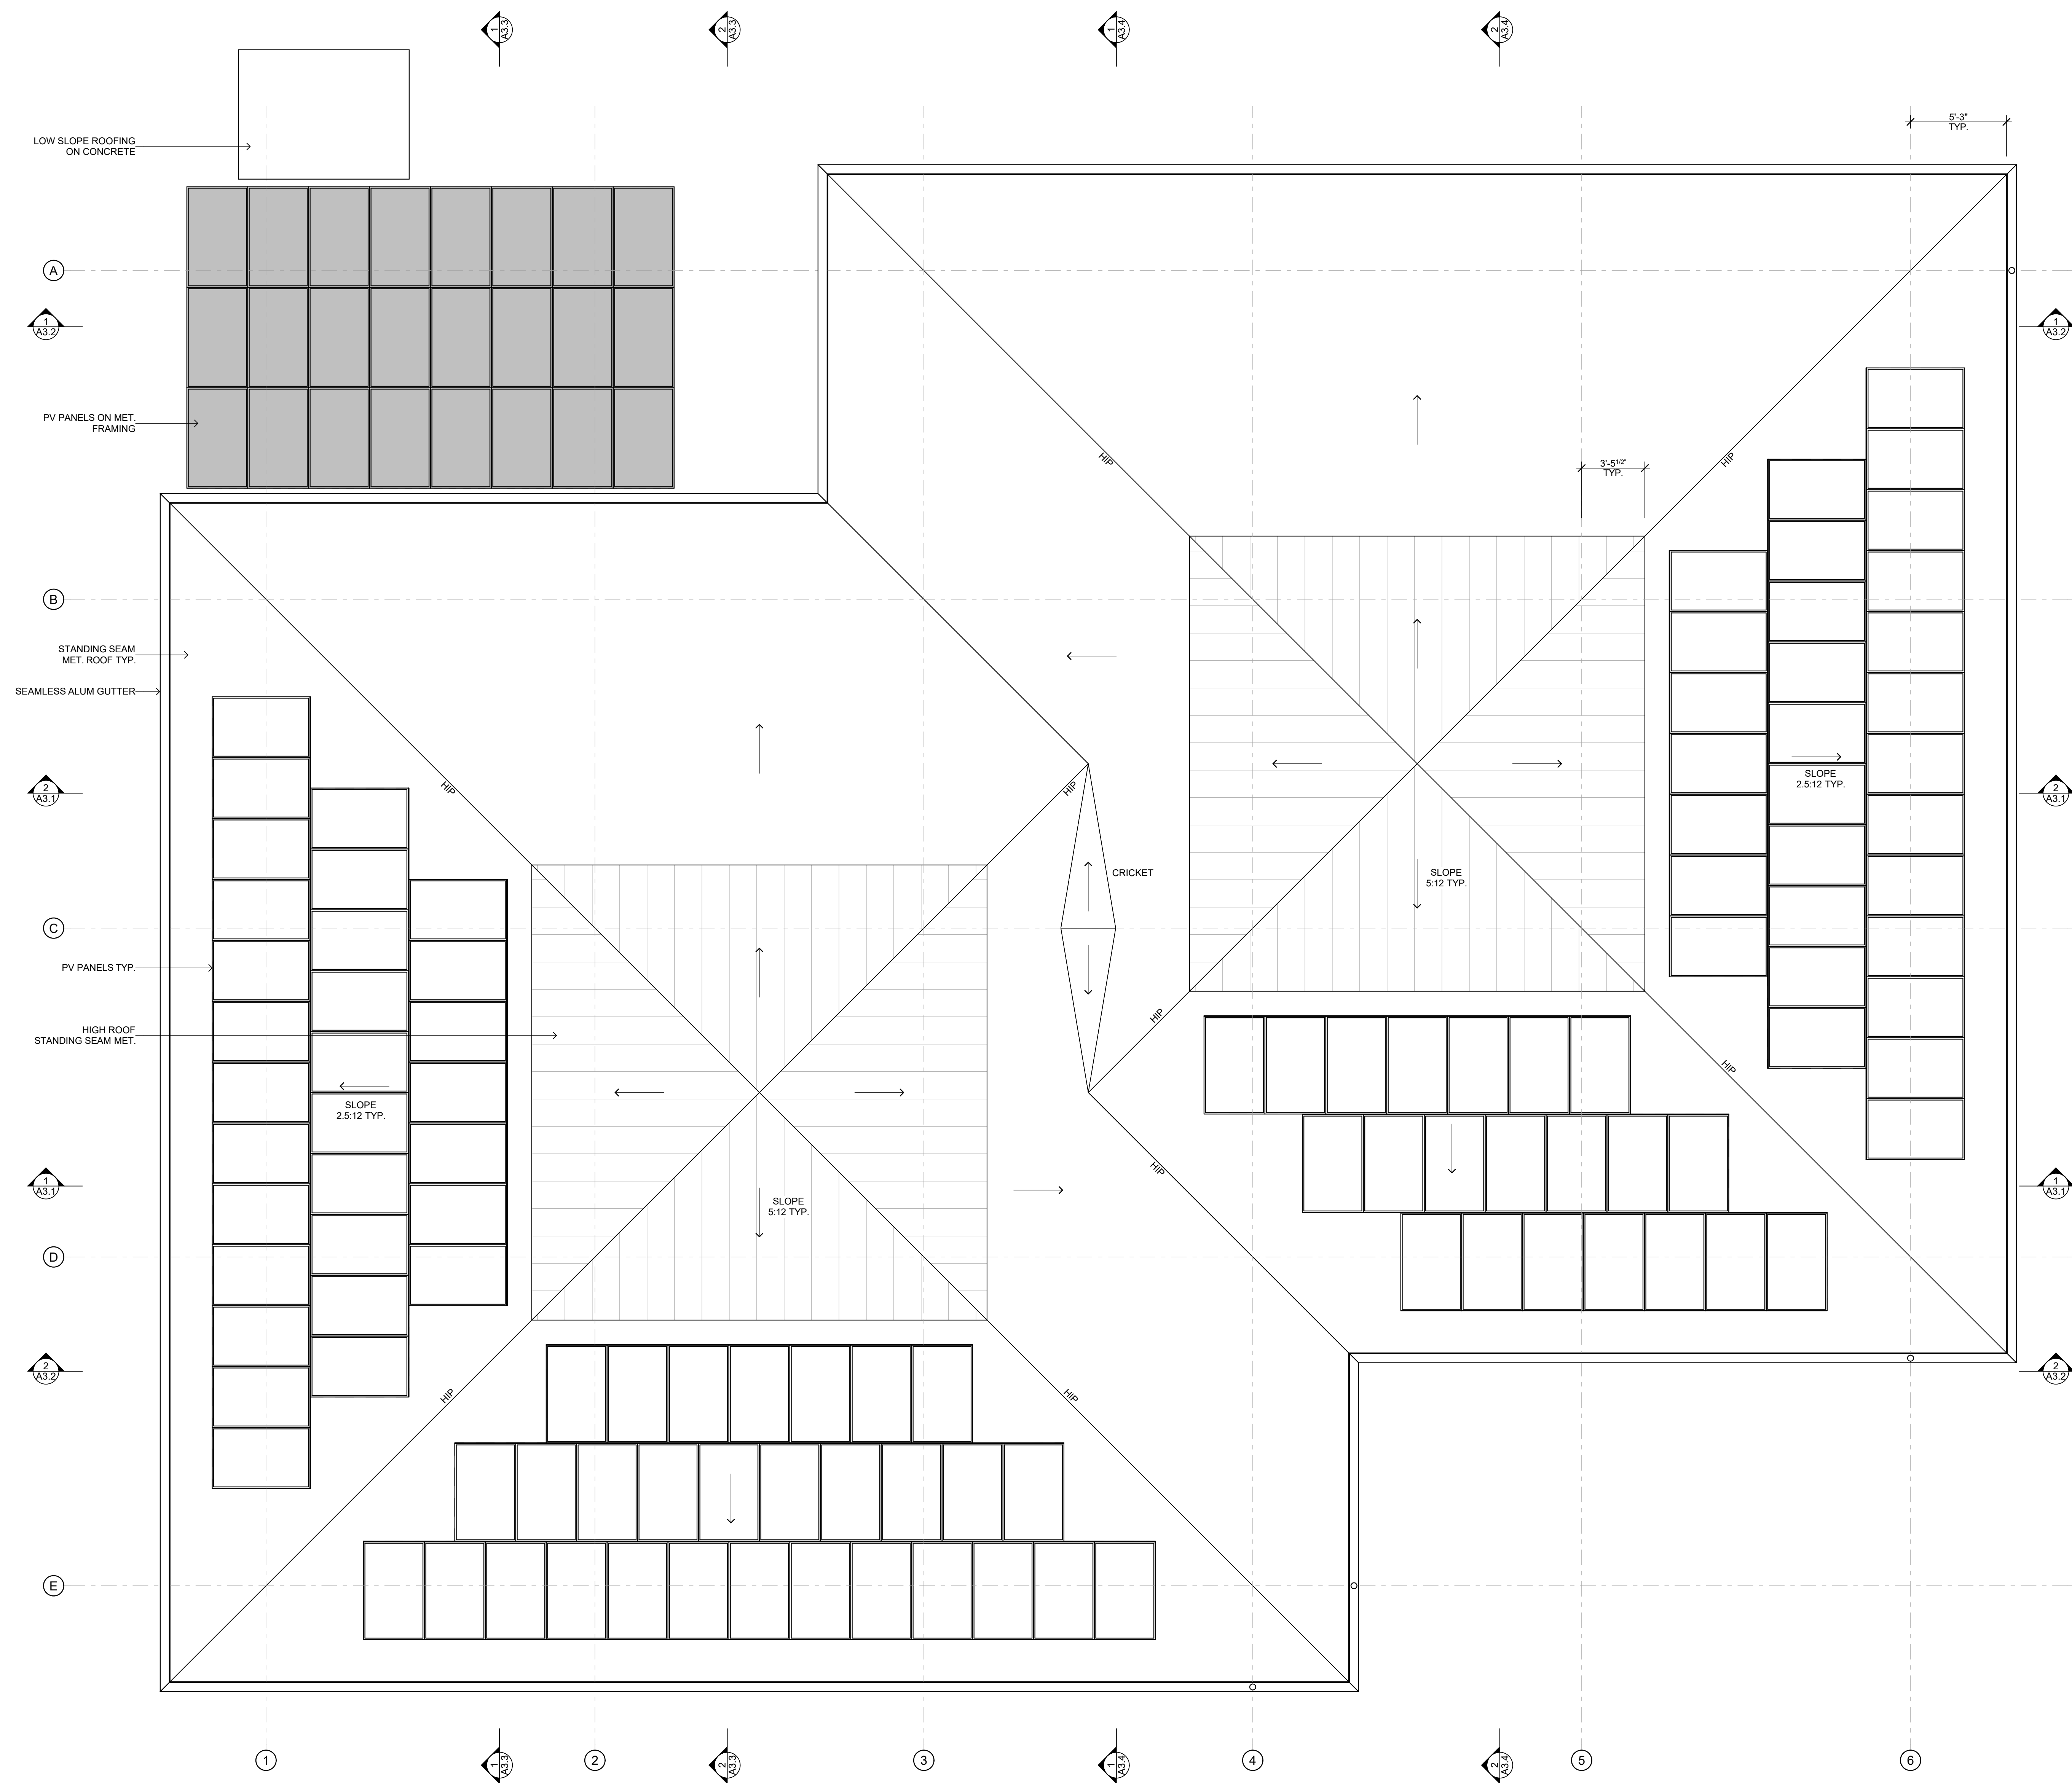 1
A3.3
2
A3.3
1
A3.4
2
A3.4
LOW SLOPE ROOFING
ON CONCRETE
5'-3"
TYP.
A
1
A3.2
1
A3.2
PV PANELS ON MET.
FRAMING
HIP
HIP
3'-5 1/2"
TYP.
B
STANDING SEAM
MET. ROOF TYP.
SEAMLESS ALUM GUTTER
HIP
HIP
2
A3.1
SLOPE
2.5:12 TYP.
2
A3.1
CRICKET
SLOPE
5:12 TYP.
C
PV PANELS TYP.
HIGH ROOF
STANDING SEAM MET.
HIP
HIP
SLOPE
2.5:12 TYP.
HIP
1
A3.1
SLOPE
5:12 TYP.
1
A3.1
D
2
A3.2
HIP
HIP
2
A3.2
E
1
2
3
4
5
6
1
A3.3
2
A3.3
1
A3.4
2
A3.4